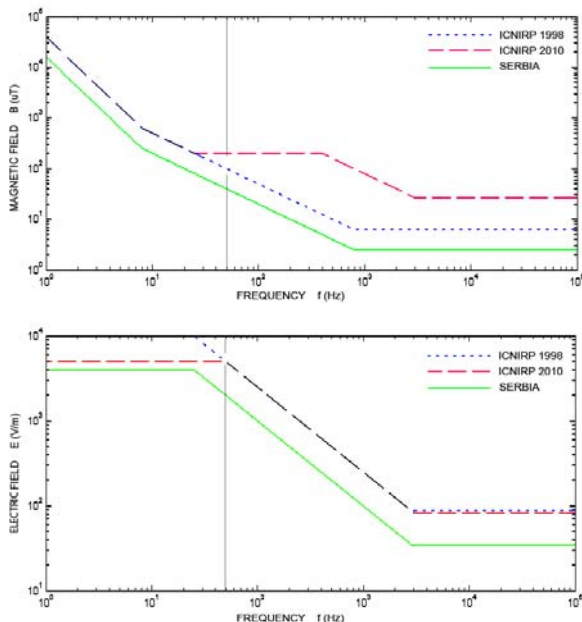 10⁶
10⁵
10⁴
10³
10²
10¹
10⁰
MAGNETIC FIELD B (uT)
ICNIRP 1998
ICNIRP 2010
SERBIA
10⁰ 10¹ 10² 10³ 10⁴ 10⁵
FREQUENCY f (Hz)
10⁴
10³
10²
10¹
ELECTRIC FIELD E (V/m)
ICNIRP 1998
ICNIRP 2010
SERBIA
10⁰ 10¹ 10² 10³ 10⁴ 10⁵
FREQUENCY f (Hz)